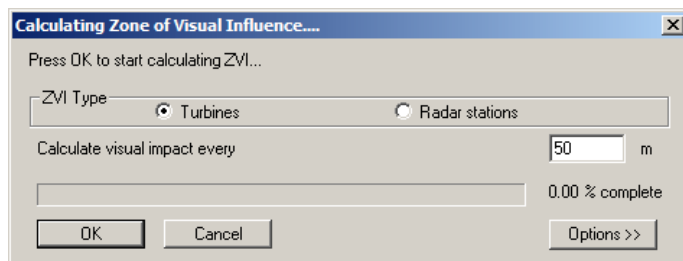 Calculating Zone of Visual Influence....
Press OK to start calculating ZVI...
ZVI Type
Turbines Radar stations
Calculate visual impact every 50 m
0.00 % complete
OK Cancel Options >>